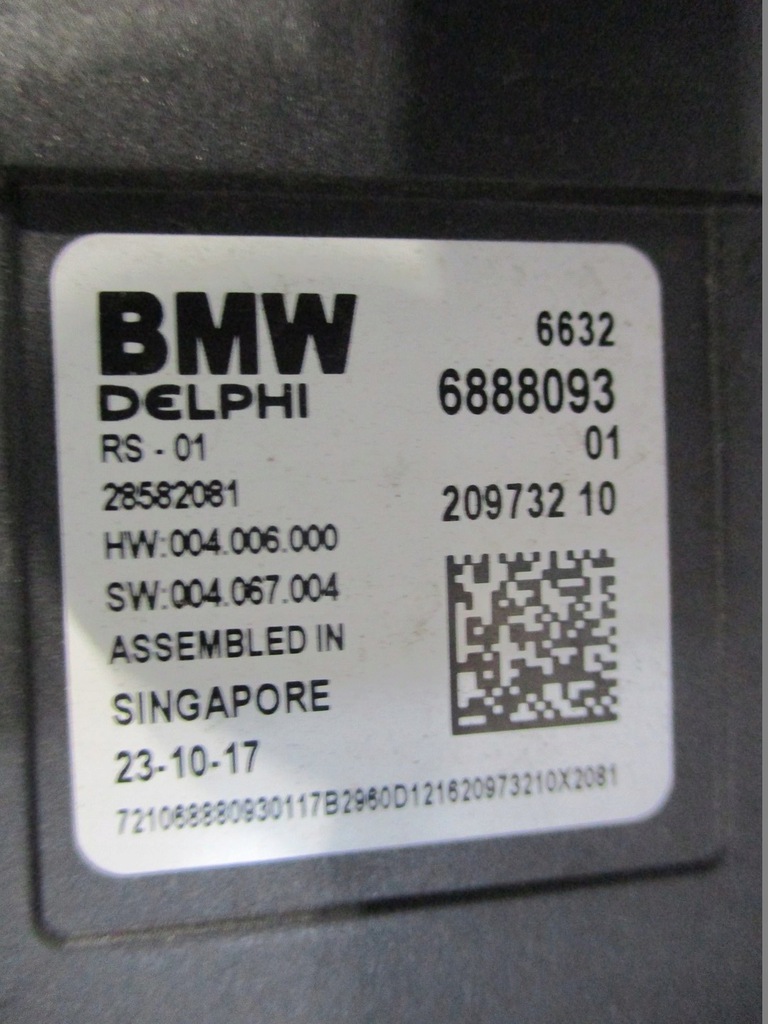 BMW
DELPHI
RS - 01
28582081
HW:004.006.000
SW:004.067.004
ASSEMBLED IN
SINGAPORE
23-10-17
6632
6888093
01
209732 10
721068880930117B2960D121620973210X2081